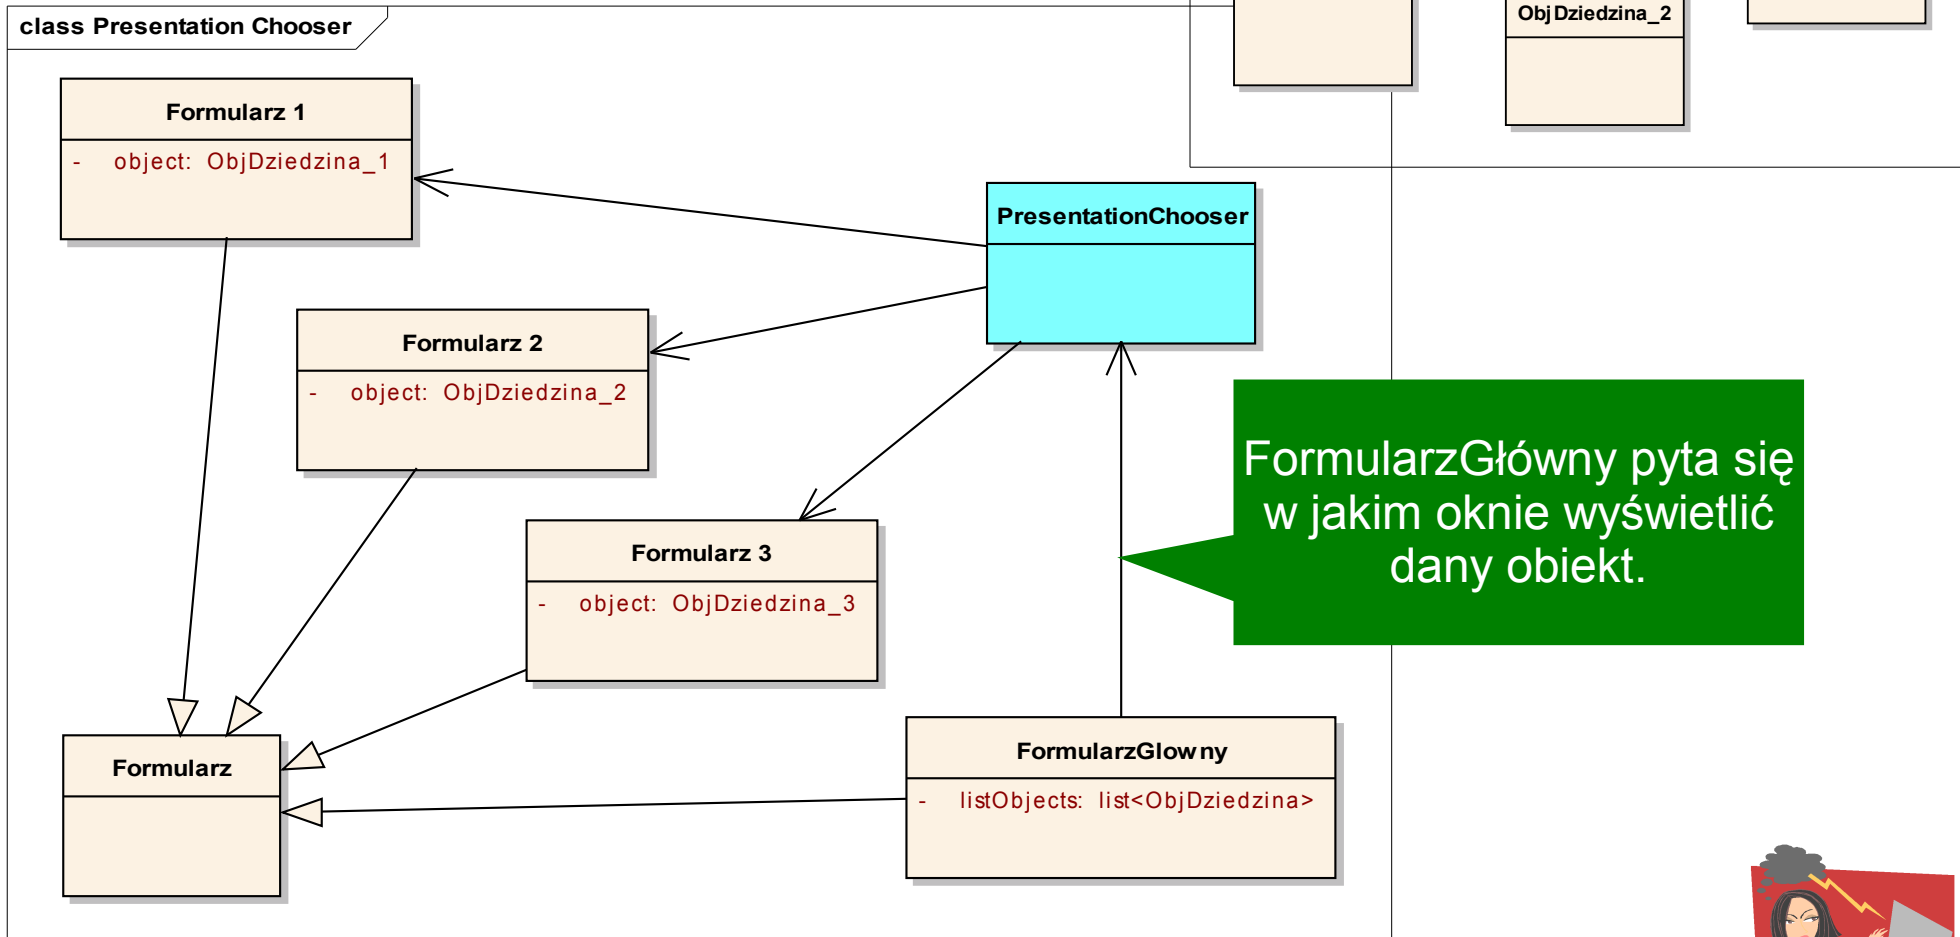 class Presentation Chooser
ObjDziedzina_2
Formularz 1
- object: ObjDziedzina_1
PresentationChooser
Formularz 2
- object: ObjDziedzina_2
FormularzGłówny pyta się
w jakim oknie wyświetlić
dany obiekt.
Formularz 3
- object: ObjDziedzina_3
Formularz
FormularzGlowny
- listObjects: list<ObjDziedzina>